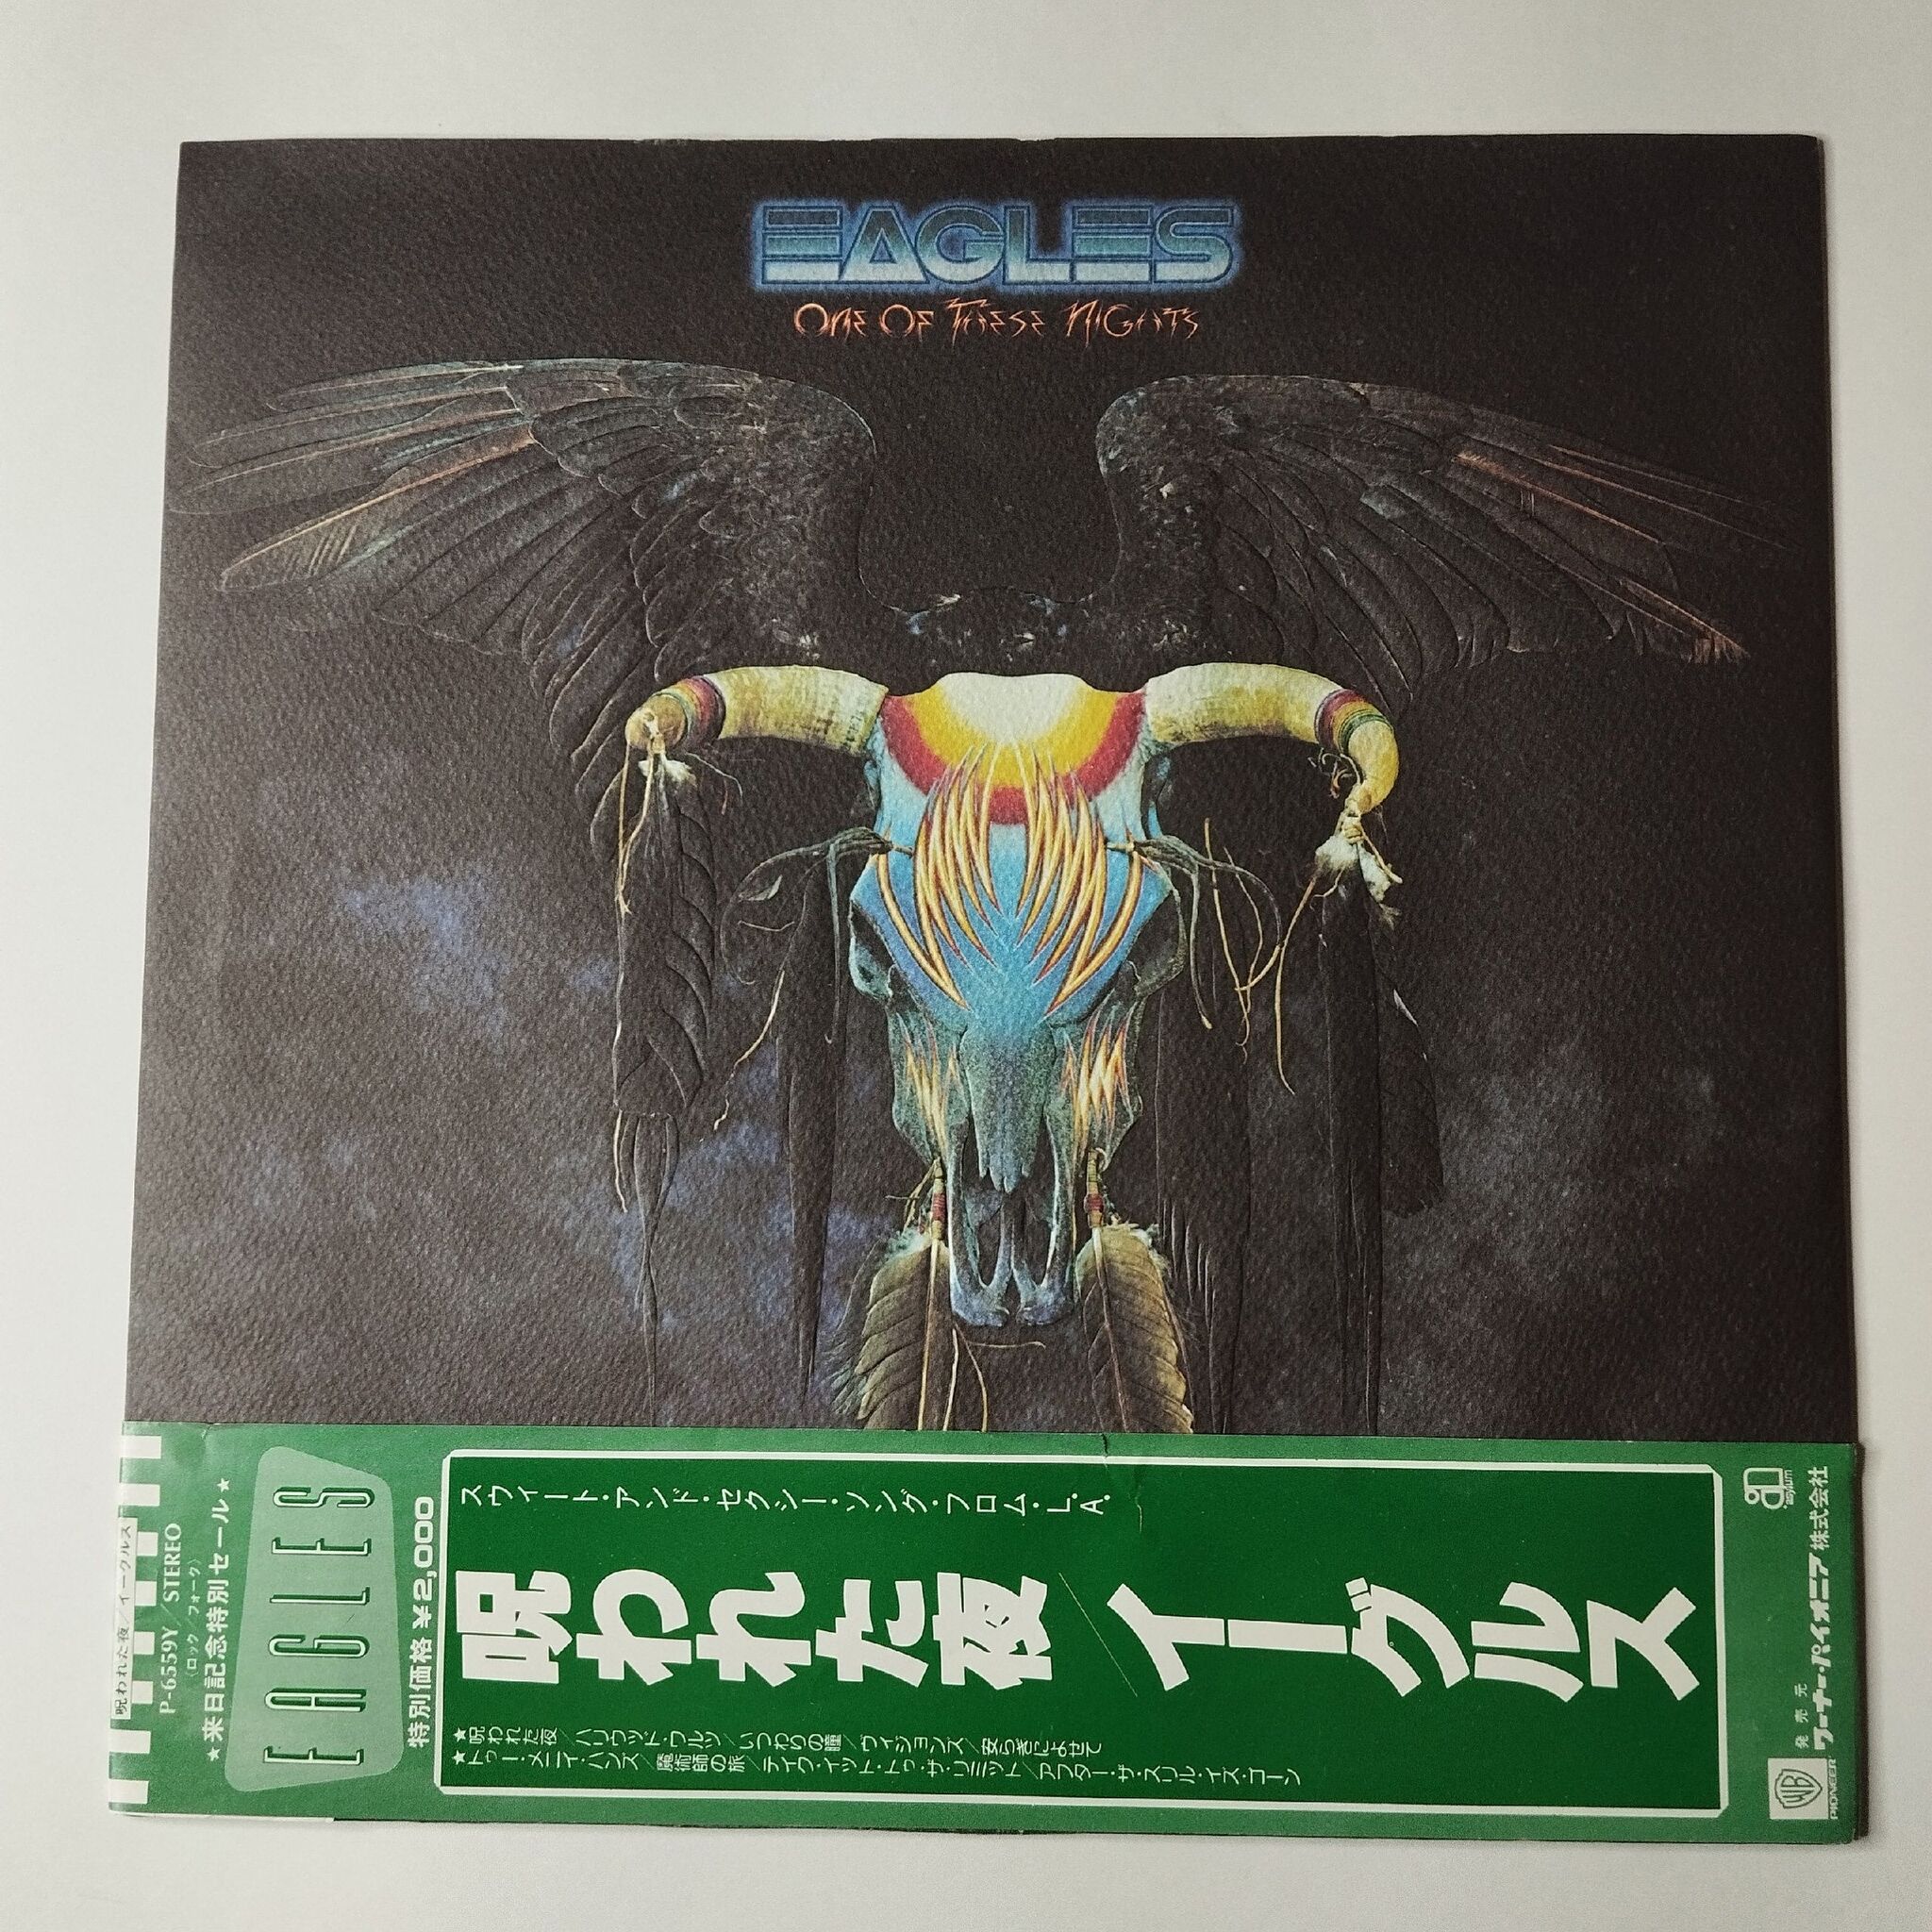 EAGLES
ONE OF THESE NIGHTS
呪われた夜/イーグルス
P-6559Y/STEREO
〈ロック/フォーク〉
★来日記念特別セール★
EAGLES
特別価格 ¥2,000
スウィート・アンド・セクシー・ソング・フロム・L.A.
呪われた夜/イーグルス
★呪われた夜/ハリウッド・ワルツ/いつわりの瞳/ヴィジョンス/安らぎによせて
★トゥー・メニイ・ハンズ/魔術師の旅/テイク・イット・トゥ・ザ・リミット/アフター・ザ・スリル・イズ・ゴーン
a
asylum
発売元
ワーナー・パイオニア株式会社
WB
PIONEER